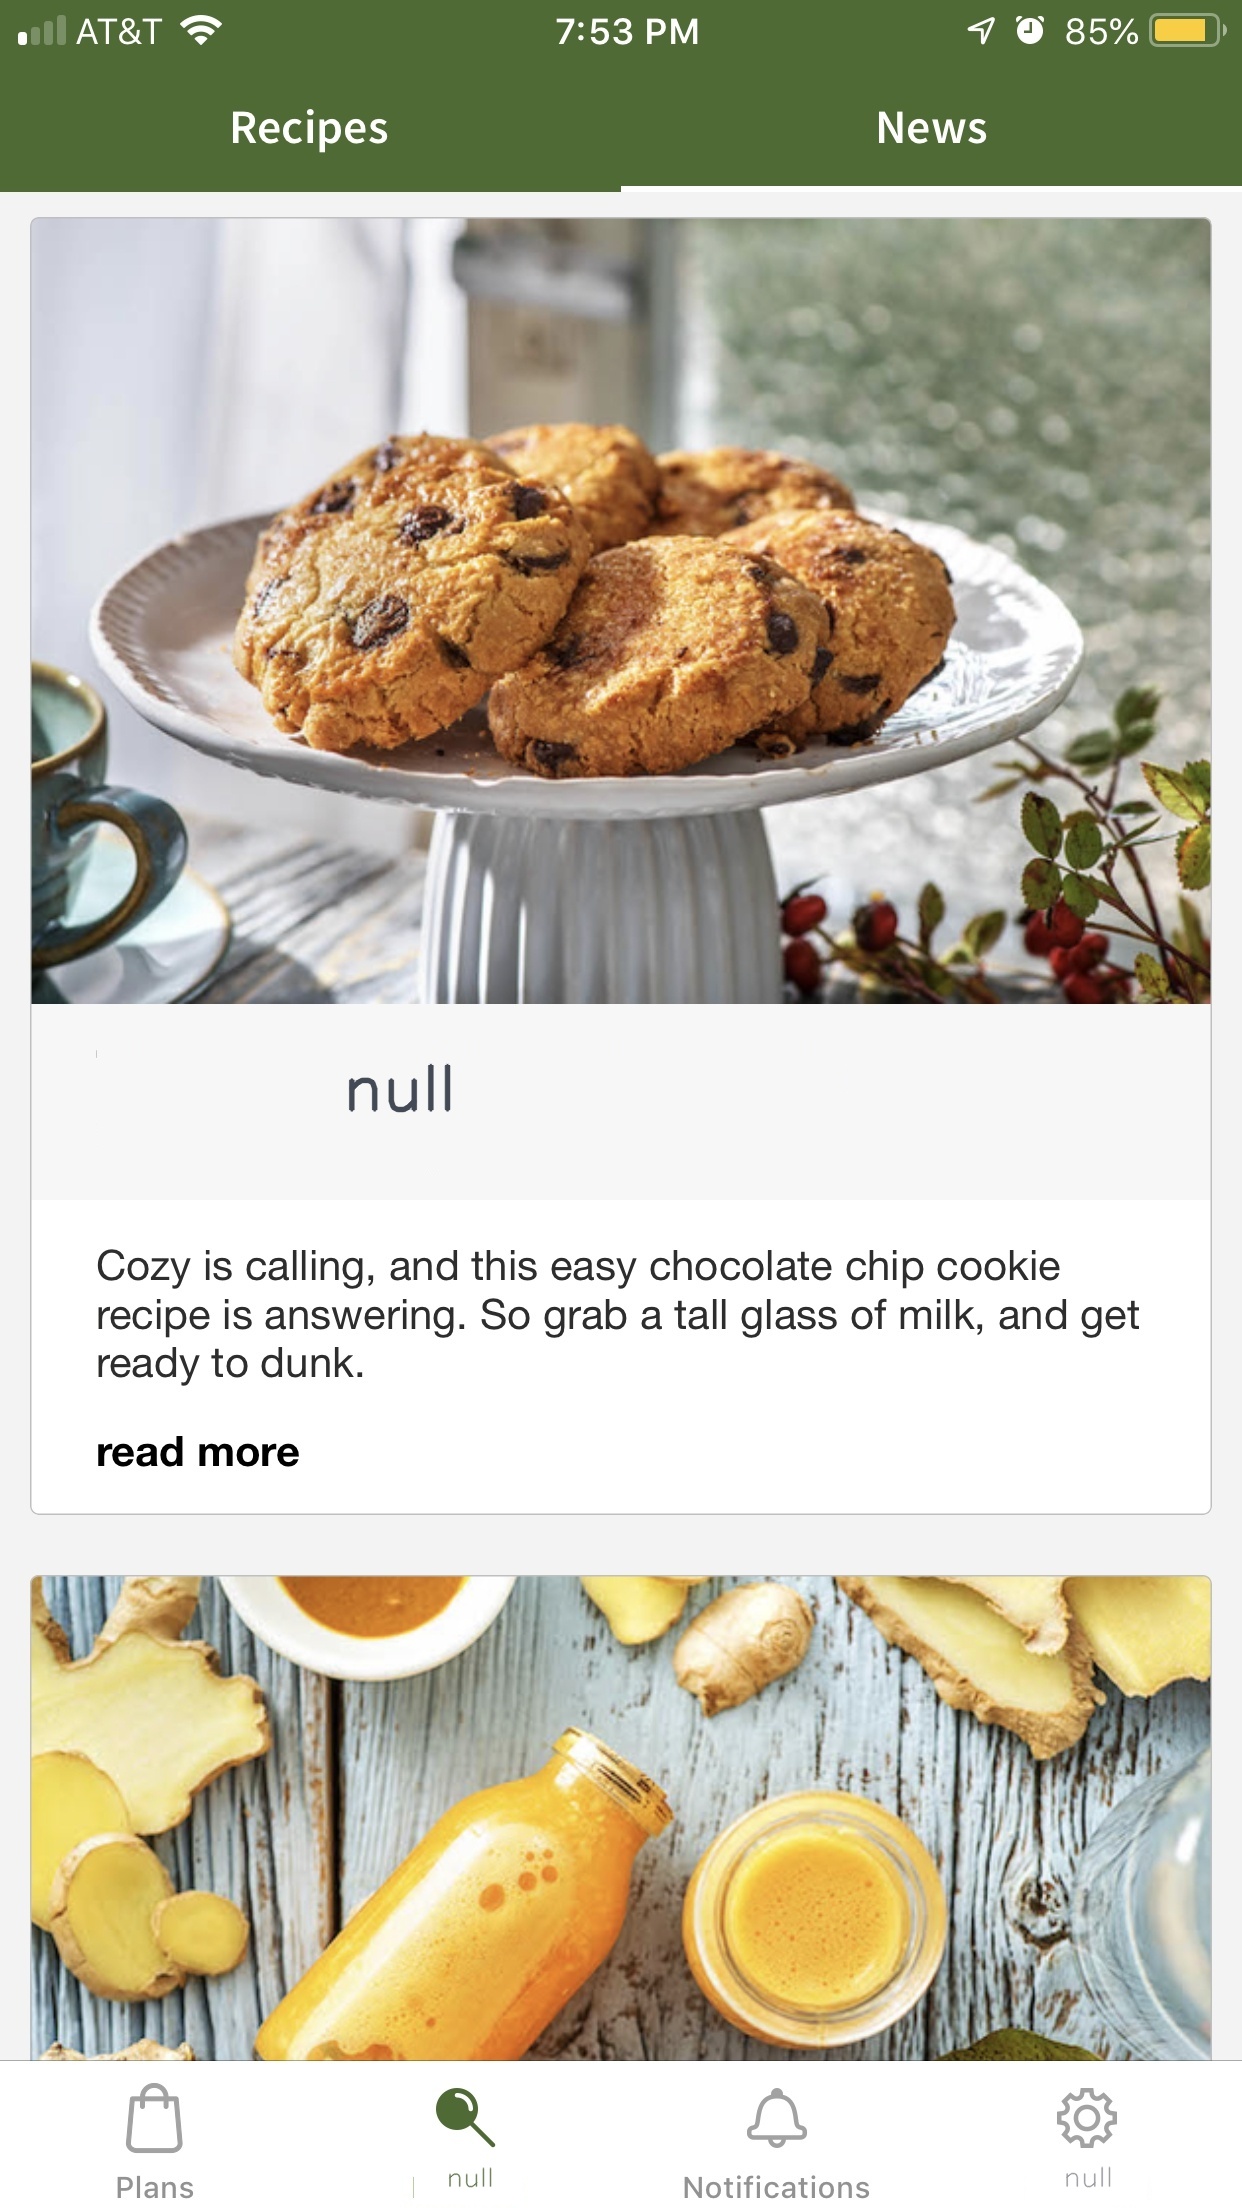 AT&T 7:53 PM 85%
Recipes News
null
Cozy is calling, and this easy chocolate chip cookie
recipe is answering. So grab a tall glass of milk, and get
ready to dunk.
read more
Plans null Notifications null